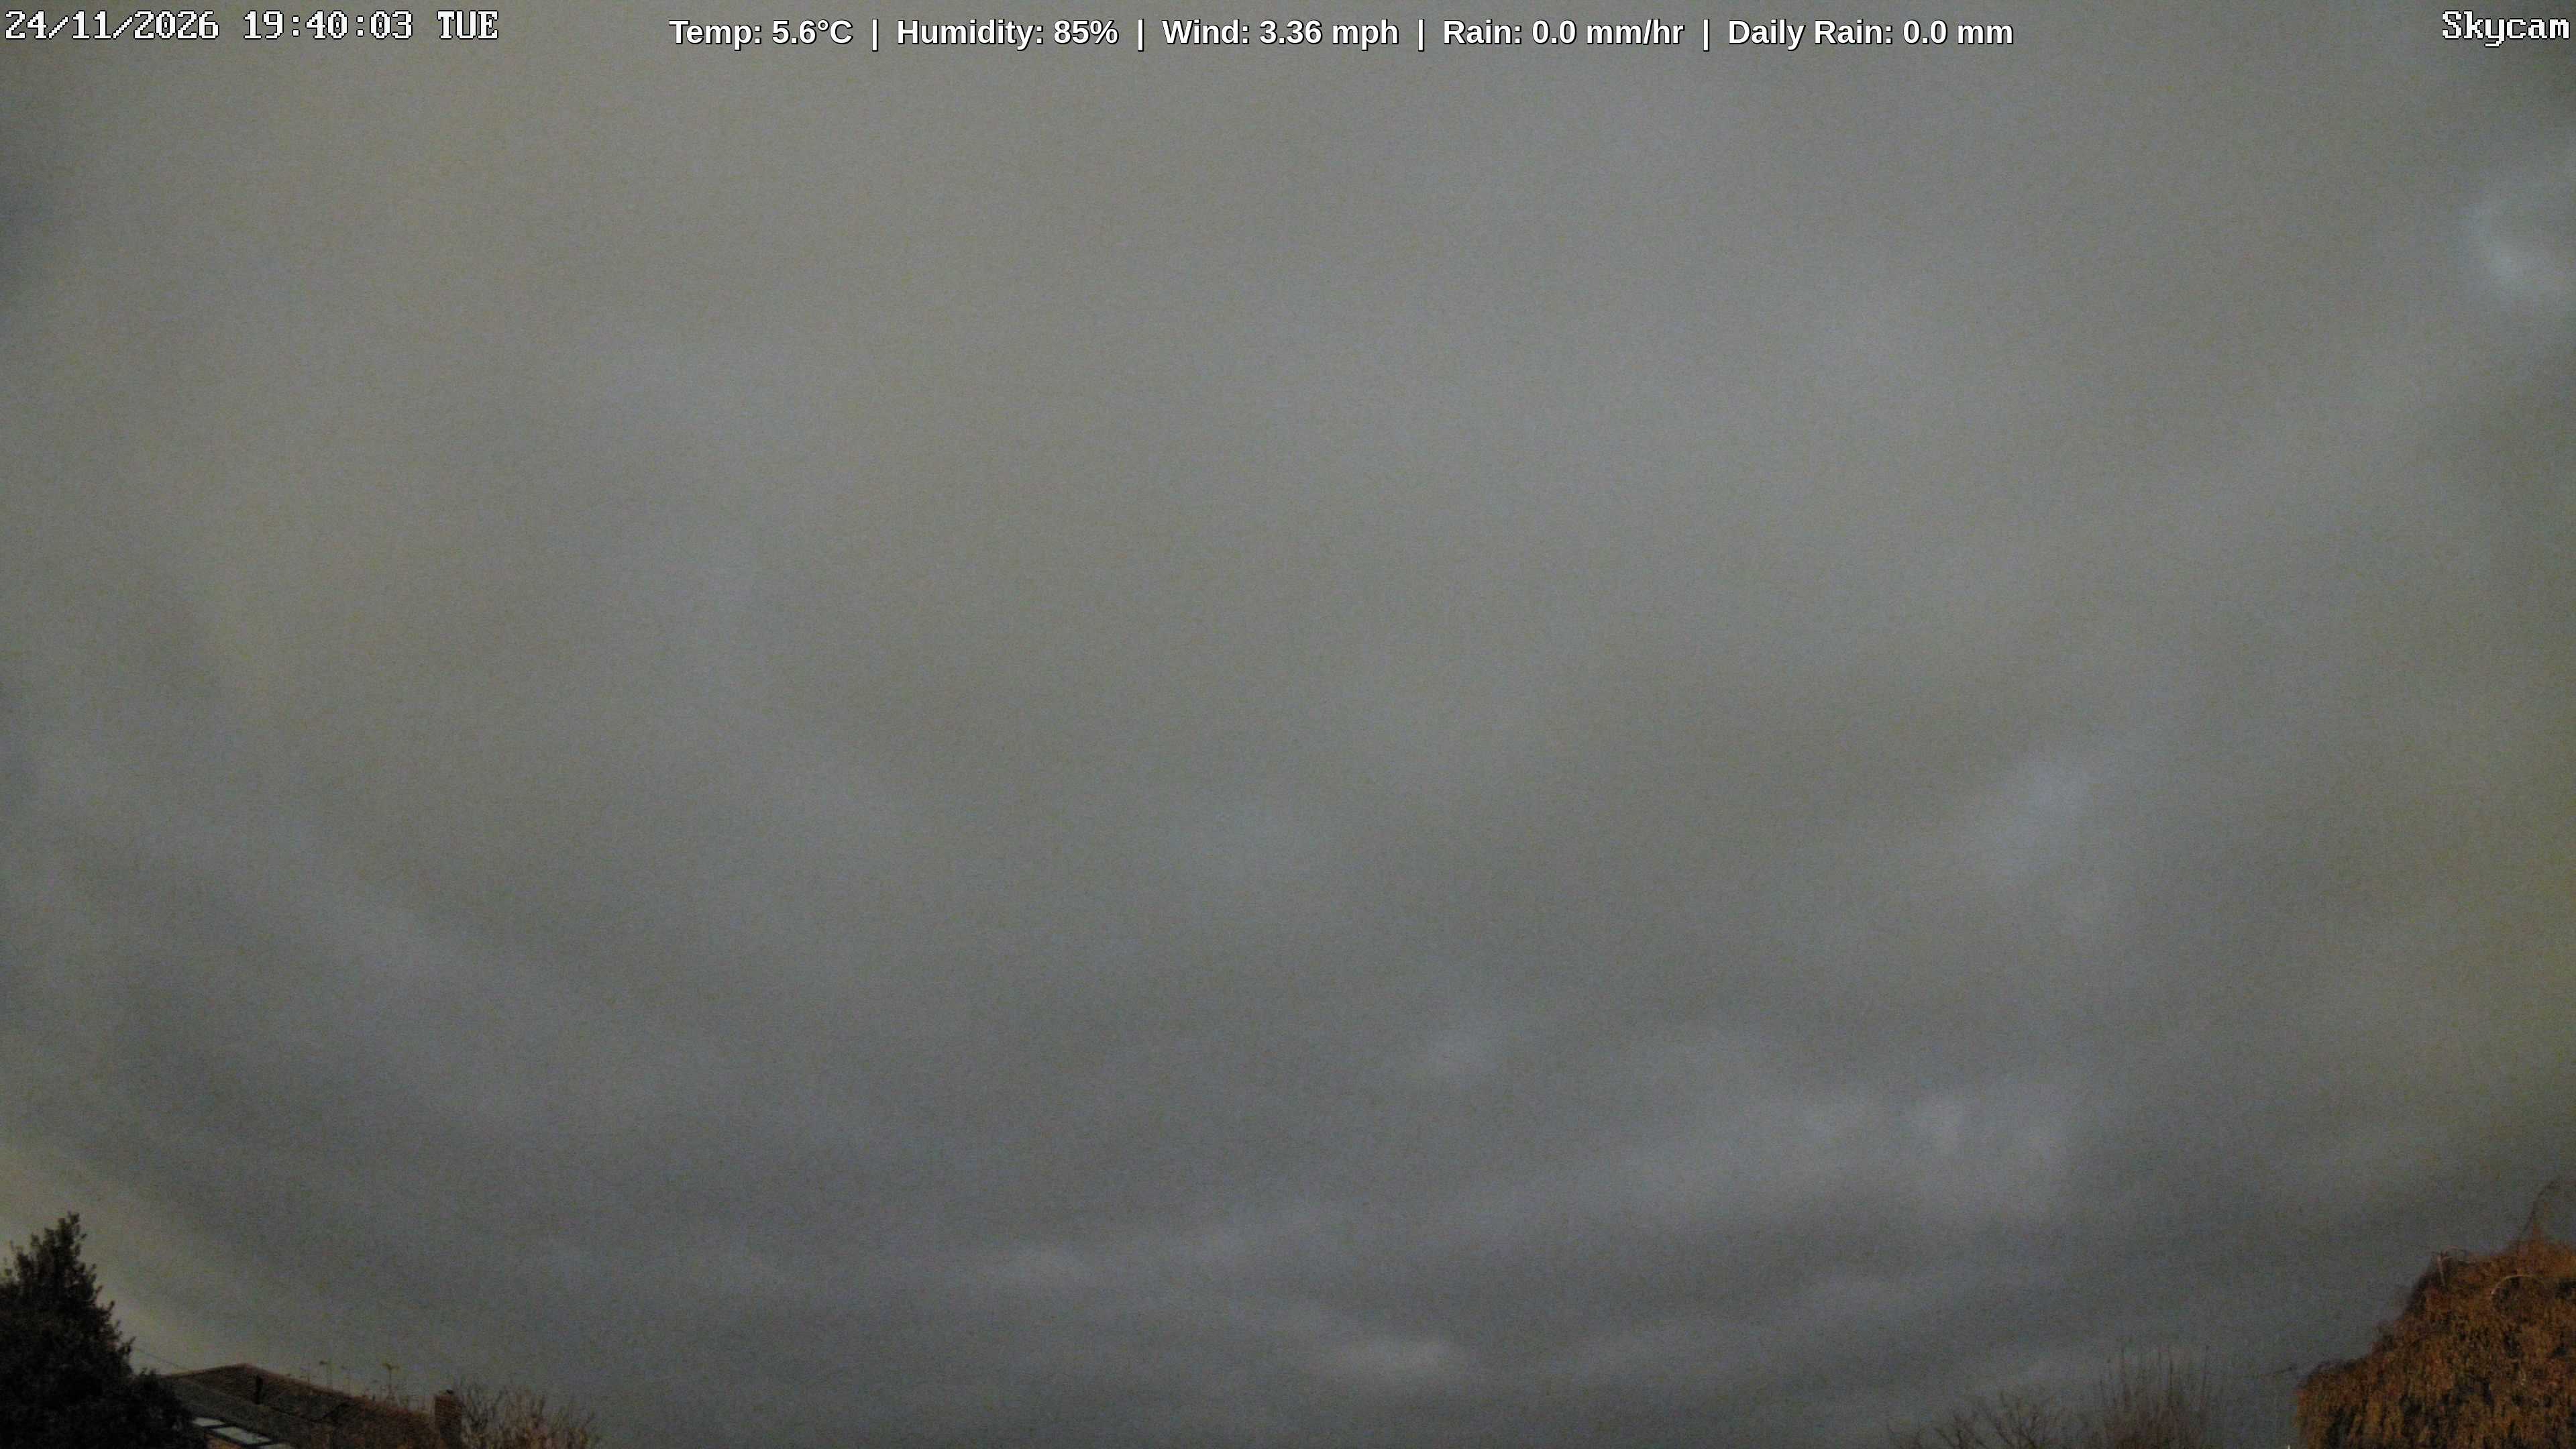 24/11/2026 19:40:03 TUE
Temp: 5.6°C | Humidity: 85% | Wind: 3.36 mph | Rain: 0.0 mm/hr | Daily Rain: 0.0 mm
Skycam